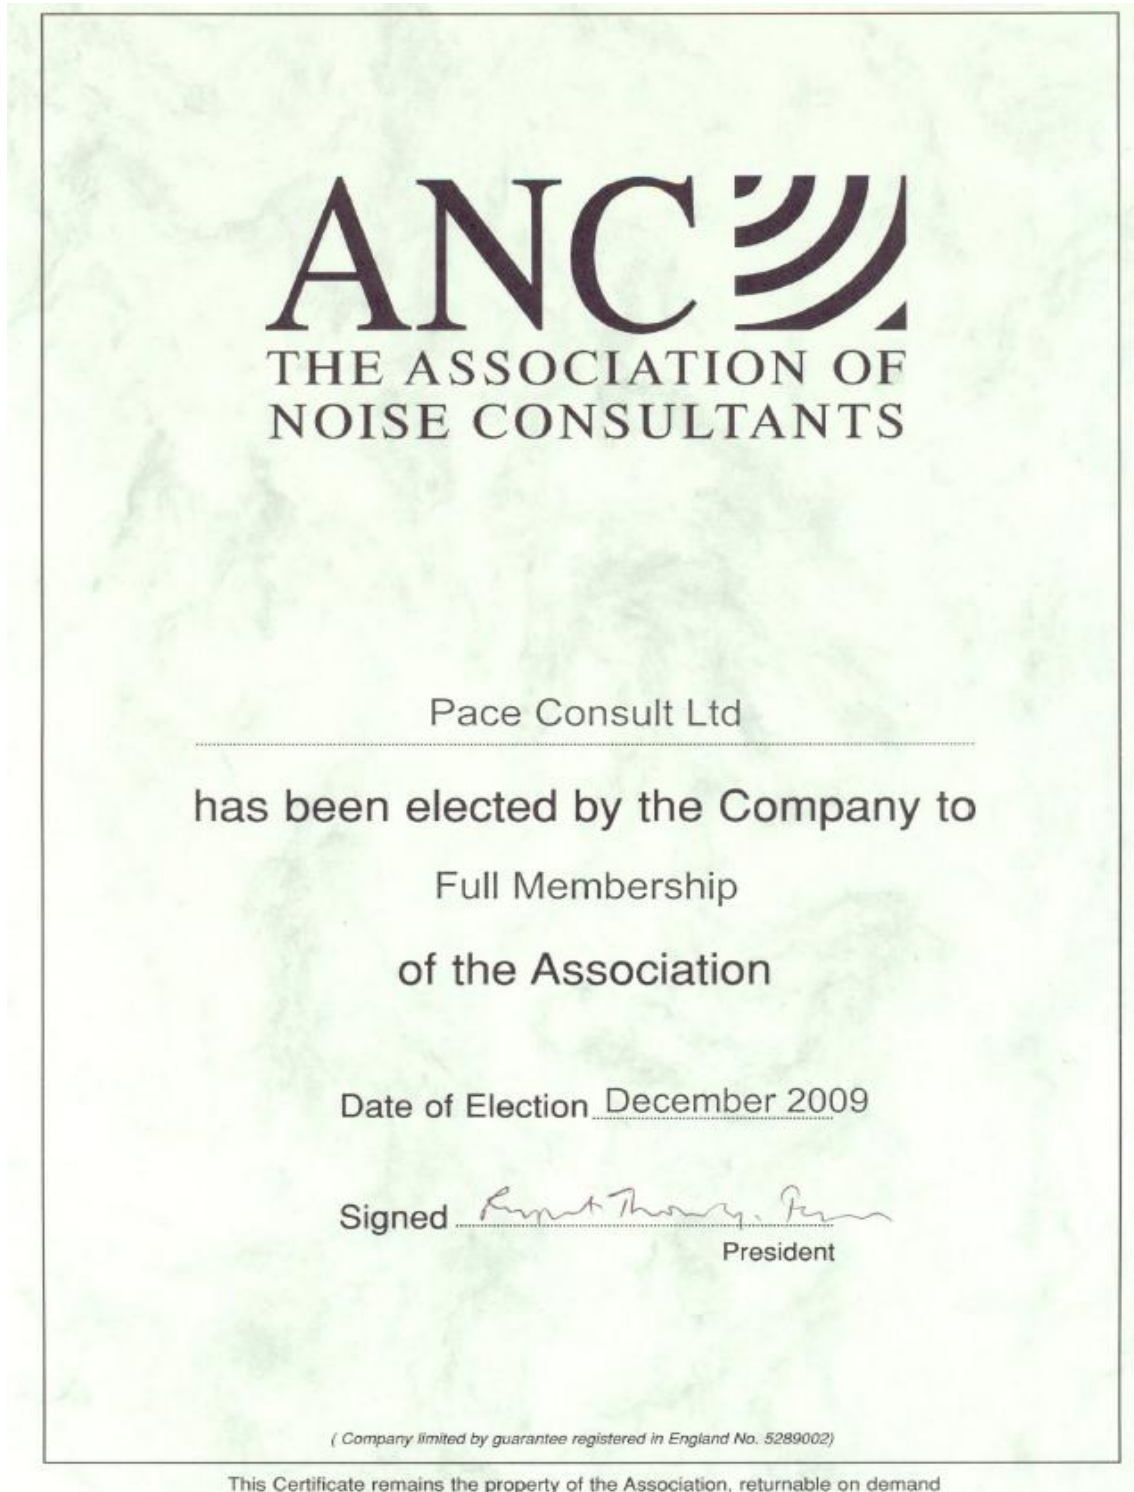 ANC
THE ASSOCIATION OF
NOISE CONSULTANTS
Pace Consult Ltd
has been elected by the Company to
Full Membership
of the Association
Date of Election December 2009
Signed
President
( Company limited by guarantee registered in England No. 5289002)
This Certificate remains the property of the Association, returnable on demand